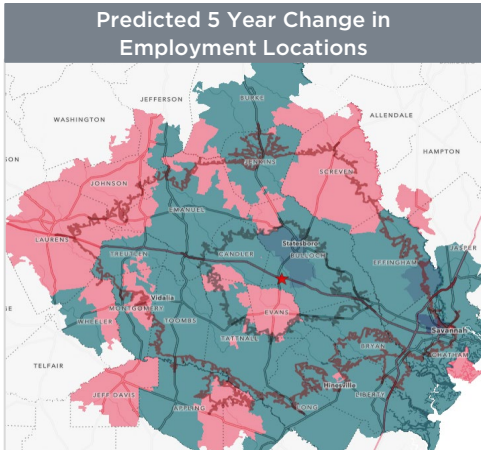 Predicted 5 Year Change in
Employment Locations
BURKE
JEFFERSON
ALLENDALE
WASHINGTON
HAMPTON
JENKINS
SCREVEN
JOHNSON
EMANUEL
Statesboro
BULLOCH
LAURENS
TREUTLEN
CANDLER
JASPER
EFFINGHAM
Vidalia
MONTGOMERY
EVANS
WHEELER
TOOMBS
Savannah
TATTNALL
BRYAN
CHATHAM
TELFAIR
Hinesville
JEFF DAVIS
LIBERTY
APPLING
LONG